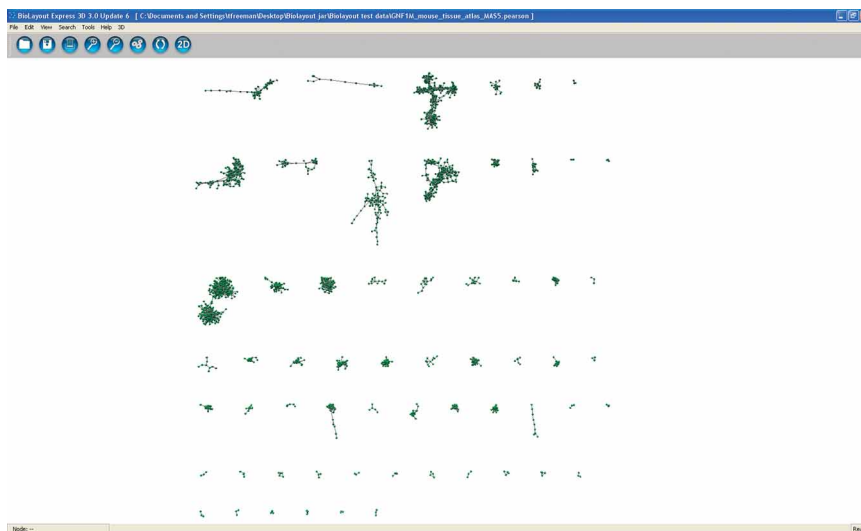 BioLayout Express 3D 3.0 Update 6 [ C:\Documents and Settings\tfreeman\Desktop\Biolayout jar\Biolayout test data\GNF1M_mouse_tissue_atlas_MAS5.pearson ]
File Edit View Search Tools Help 3D
2D
Node: --